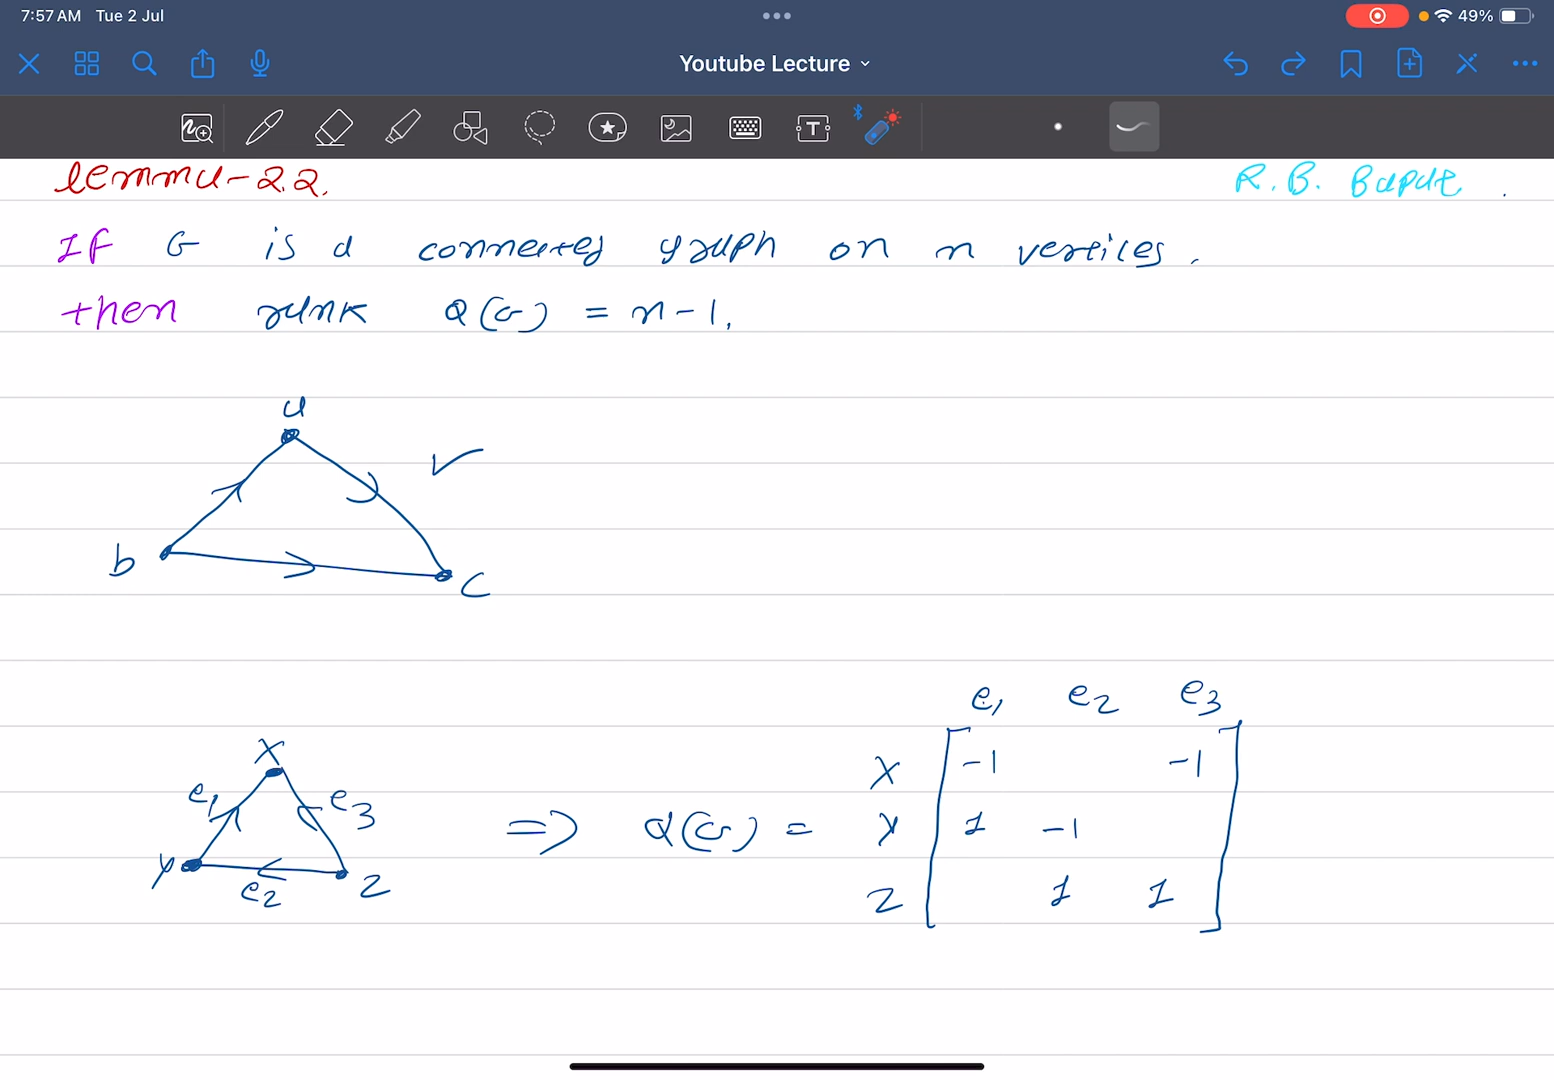 7:57 AM Tue 2 Jul
49%
Youtube Lecture
T
Lemma-2.2.
R.B. Bapat.
If G is a connected graph on n vertices.
then rank Q(G) = n-1.
a
b
c
e1 e2 e3
X
e1 e3
Y e2 Z
=> Q(G) =
X -1 -1
Y 1 -1
Z 1 1